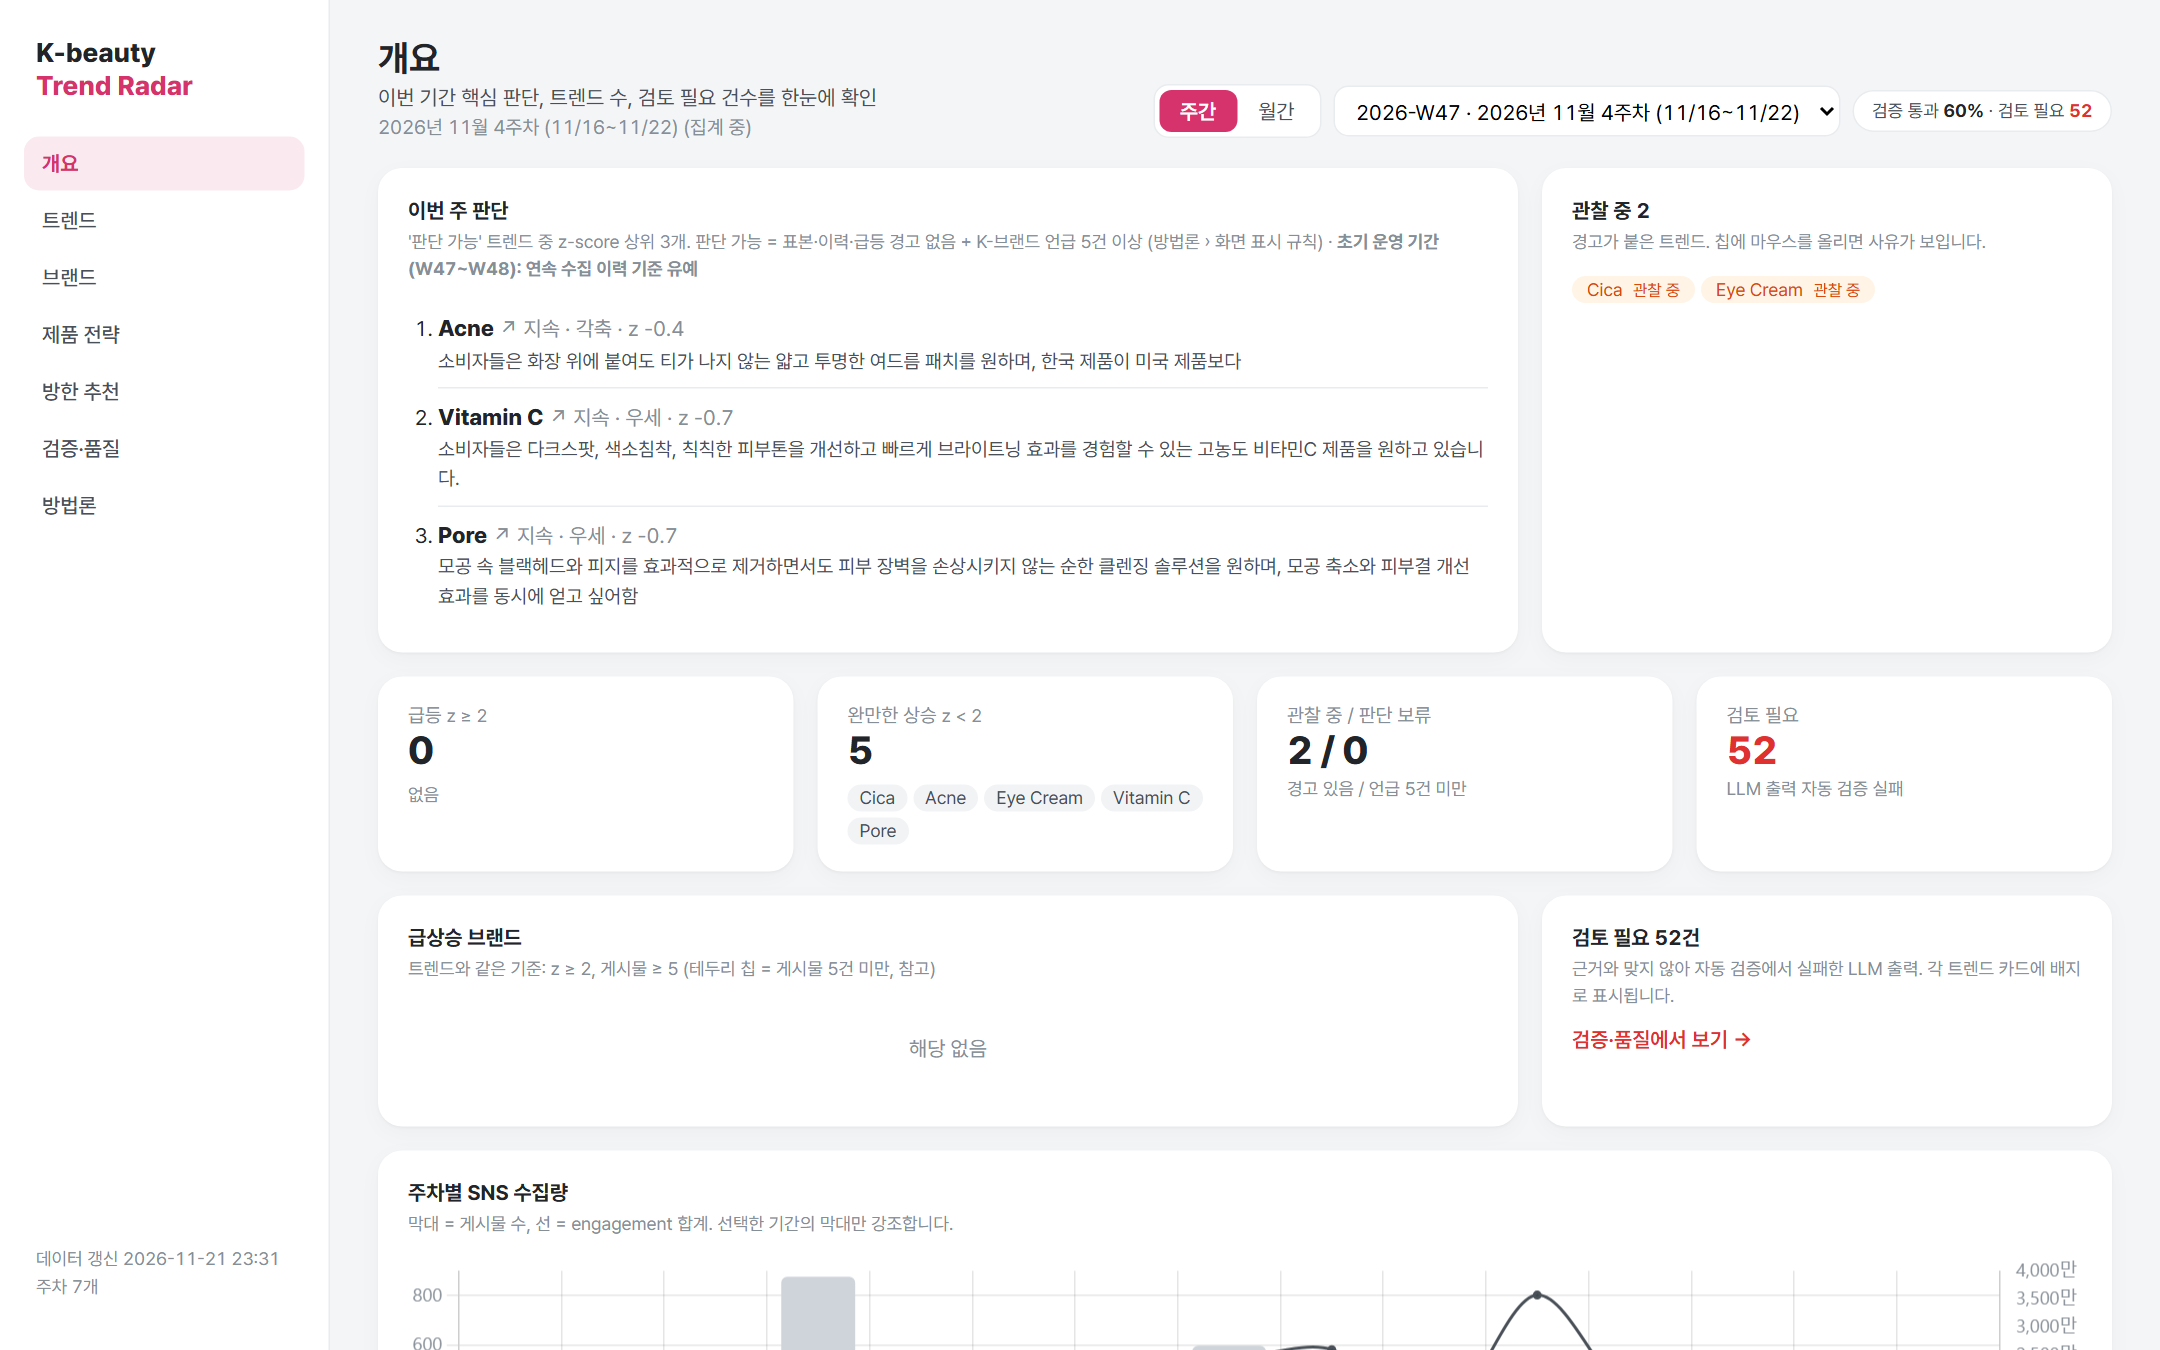 K-beauty
Trend Radar
개요
트렌드
브랜드
제품 전략
방한 추천
검증·품질
방법론
데이터 갱신 2026-11-21 23:31
주차 7개
개요
이번 기간 핵심 판단, 트렌드 수, 검토 필요 건수를 한눈에 확인
2026년 11월 4주차 (11/16~11/22) (집계 중)
주간 월간 2026-W47 · 2026년 11월 4주차 (11/16~11/22) 검증 통과 60% · 검토 필요 52
이번 주 판단
'판단 가능' 트렌드 중 z-score 상위 3개. 판단 가능 = 표본·이력·급등 경고 없음 + K-브랜드 언급 5건 이상 (방법론 › 화면 표시 규칙) · 초기 운영 기간
(W47~W48): 연속 수집 이력 기준 유예
1. Acne ↗ 지속 · 각축 · z -0.4
소비자들은 화장 위에 붙여도 티가 나지 않는 얇고 투명한 여드름 패치를 원하며, 한국 제품이 미국 제품보다
2. Vitamin C ↗ 지속 · 우세 · z -0.7
소비자들은 다크스팟, 색소침착, 칙칙한 피부톤을 개선하고 빠르게 브라이트닝 효과를 경험할 수 있는 고농도 비타민C 제품을 원하고 있습니
다.
3. Pore ↗ 지속 · 우세 · z -0.7
모공 속 블랙헤드와 피지를 효과적으로 제거하면서도 피부 장벽을 손상시키지 않는 순한 클렌징 솔루션을 원하며, 모공 축소와 피부결 개선
효과를 동시에 얻고 싶어함
관찰 중 2
경고가 붙은 트렌드. 칩에 마우스를 올리면 사유가 보입니다.
Cica 관찰 중 Eye Cream 관찰 중
급등 z ≥ 2
0
없음
완만한 상승 z < 2
5
Cica Acne Eye Cream Vitamin C
Pore
관찰 중 / 판단 보류
2 / 0
경고 있음 / 언급 5건 미만
검토 필요
52
LLM 출력 자동 검증 실패
급상승 브랜드
트렌드와 같은 기준: z ≥ 2, 게시물 ≥ 5 (테두리 칩 = 게시물 5건 미만, 참고)
해당 없음
검토 필요 52건
근거와 맞지 않아 자동 검증에서 실패한 LLM 출력. 각 트렌드 카드에 배지
로 표시됩니다.
검증·품질에서 보기 →
주차별 SNS 수집량
막대 = 게시물 수, 선 = engagement 합계. 선택한 기간의 막대만 강조합니다.
800
600
4,000만
3,500만
3,000만